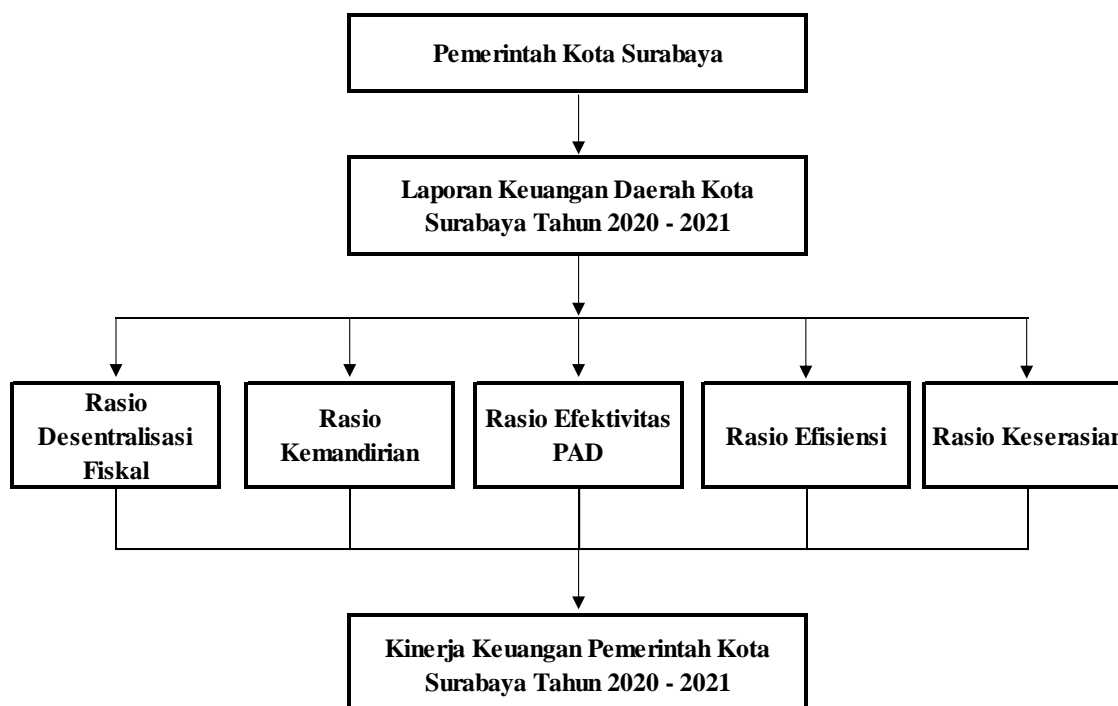 Pemerintah Kota Surabaya
Laporan Keuangan Daerah Kota
Surabaya Tahun 2020 - 2021
Rasio
Desentralisasi
Fiskal
Rasio
Kemandirian
Rasio Efektivitas
PAD
Rasio Efisiensi
Rasio Keserasian
Kinerja Keuangan Pemerintah Kota
Surabaya Tahun 2020 - 2021